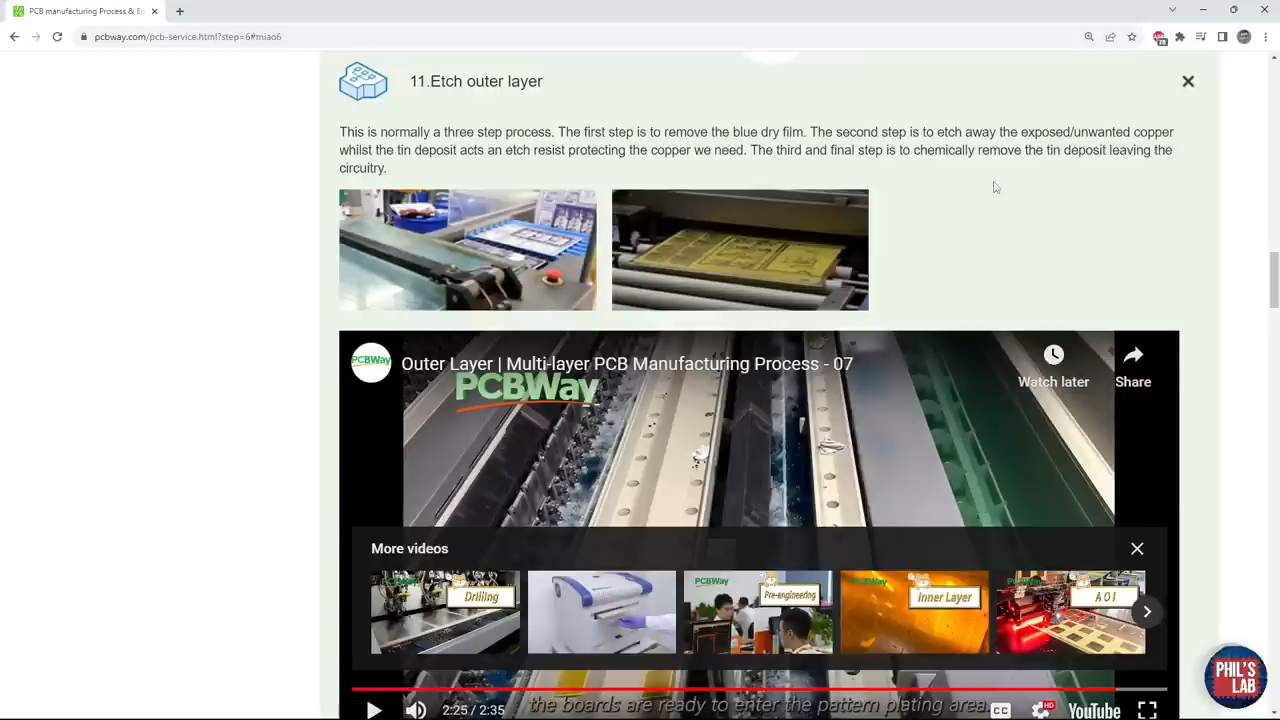 PCB manufacturing Process & Eq
pcbway.com/pcb-service.html?step=6#miao6
78
11.Etch outer layer
This is normally a three step process. The first step is to remove the blue dry film. The second step is to etch away the exposed/unwanted copper
whilst the tin deposit acts an etch resist protecting the copper we need. The third and final step is to chemically remove the tin deposit leaving the
circuitry.
PCBWay
Outer Layer | Multi-layer PCB Manufacturing Process - 07
Watch later
Share
PCBWay
More videos
Drilling
PCBWay
Pre-engineering
Inner Layer
A O I
PHIL'S
LAB
the boards are ready to enter the pattern plating area.
2:25 / 2:35
CC
HD
YouTube